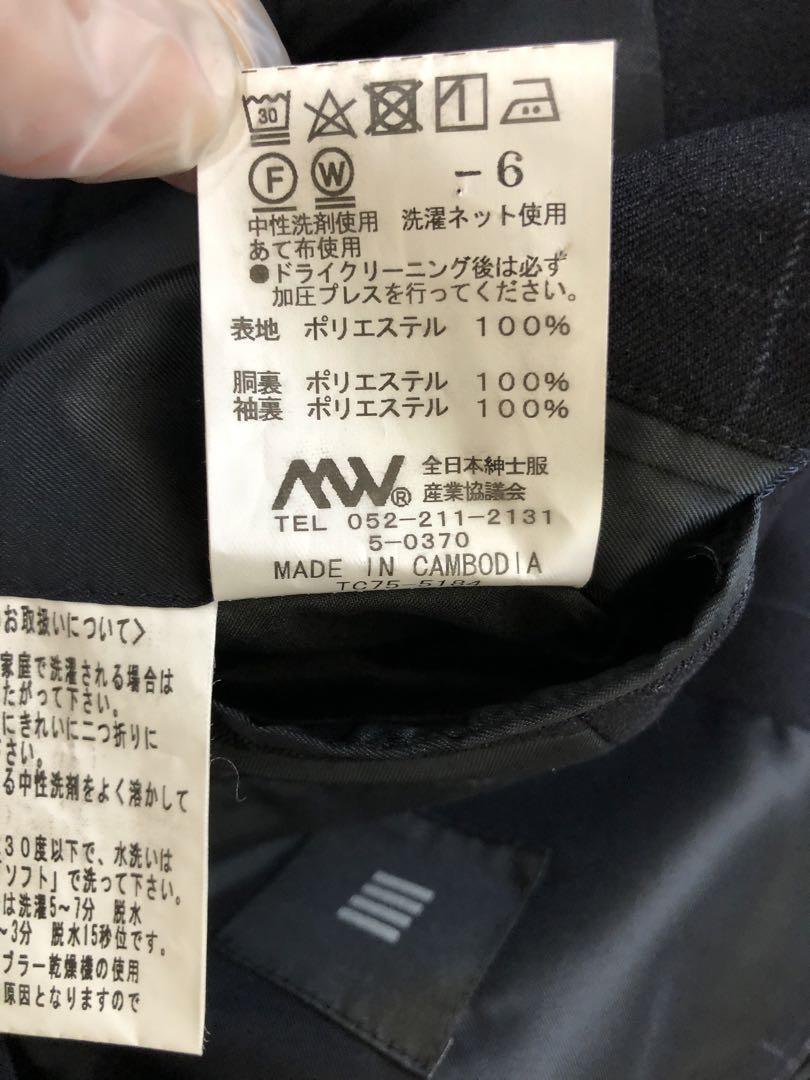 30
1
F W -6
中性洗剤使用 洗濯ネット使用
あて布使用
●ドライクリーニング後は必ず
加圧プレスを行ってください。
表地 ポリエステル 100%
胴裏 ポリエステル 100%
袖裏 ポリエステル 100%
MW® 全日本紳士服
産業協議会
TEL 052-211-2131
5-0370
MADE IN CAMBODIA
TC75-5184
お取扱いについて>
家庭で洗濯される場合は
たがって下さい。
にきれいに二つ折りに
ださい。
る中性洗剤をよく溶かして
30度以下で、水洗いは
「ソフト」で洗って下さい。
は洗濯5~7分 脱水
~3分 脱水15秒位です。
ブラー乾燥機の使用
原因となりますので